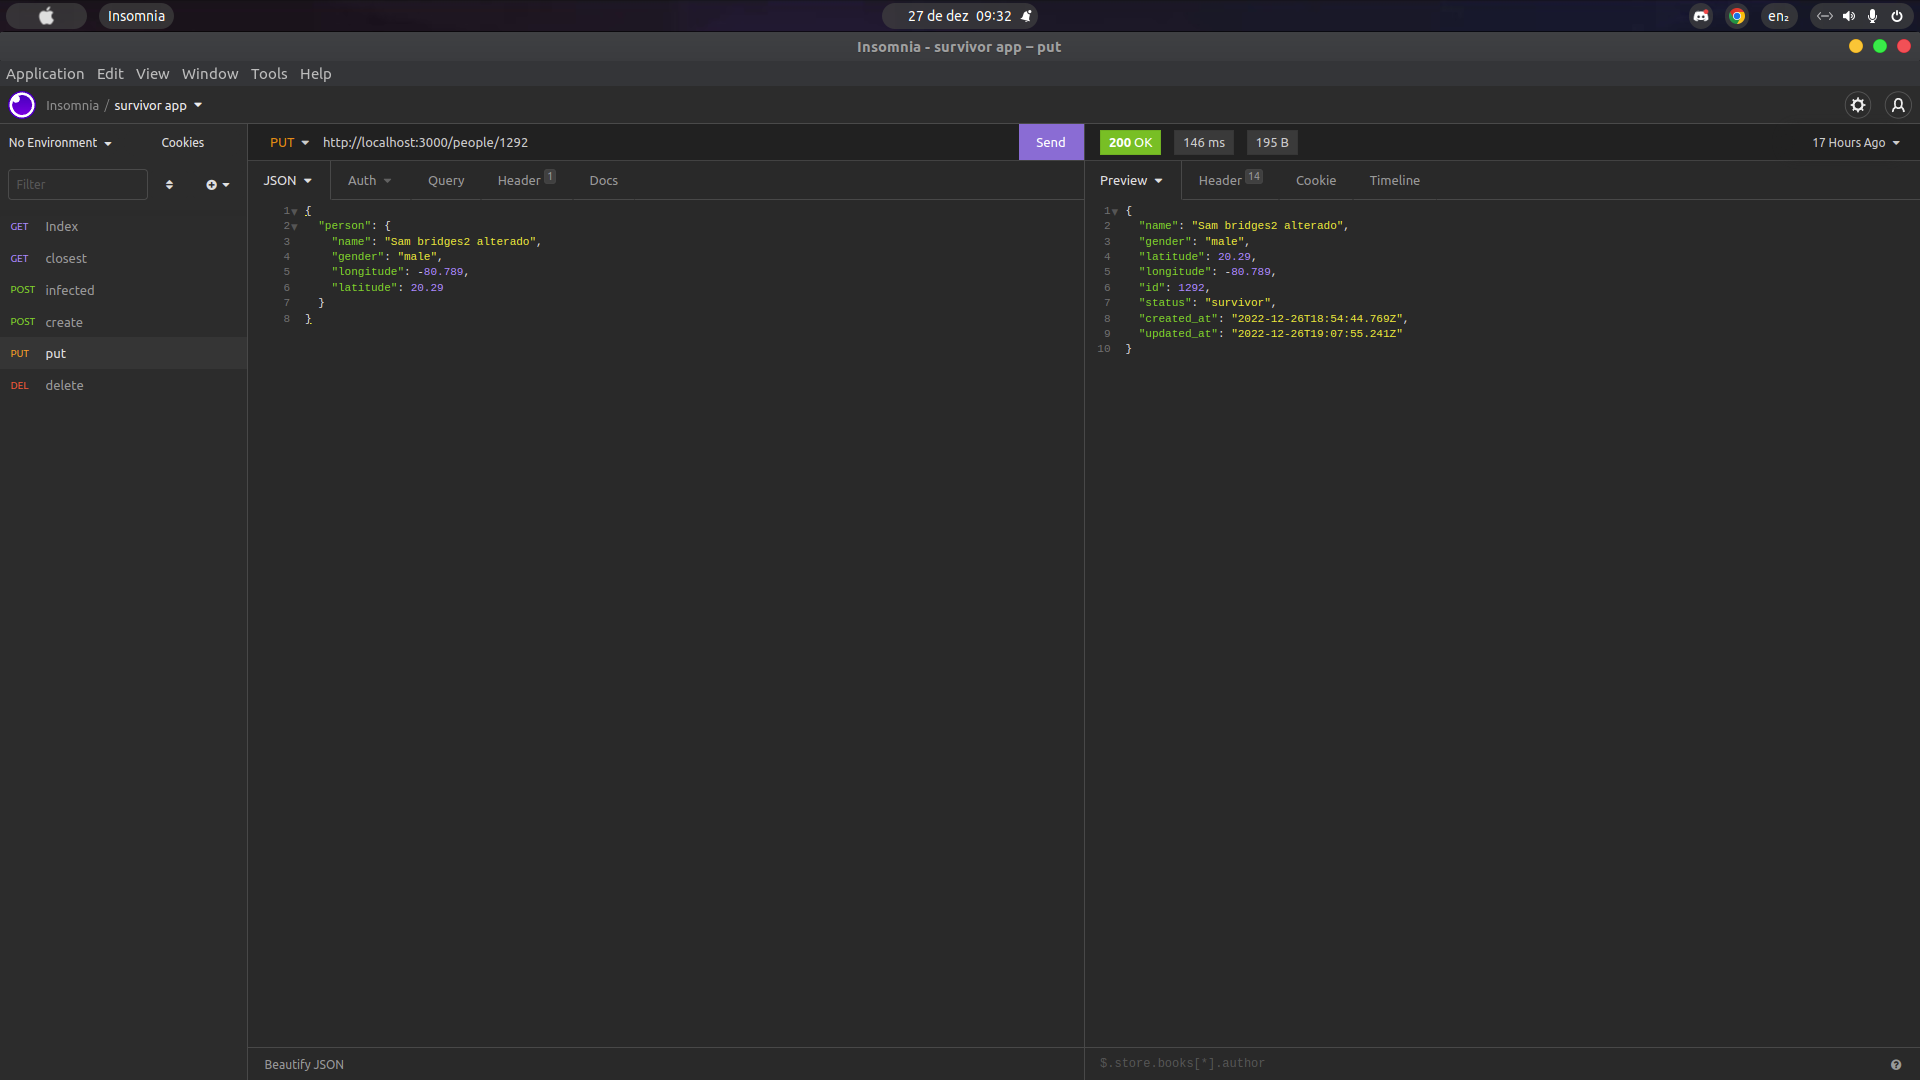 Insomnia
27 de dez 09:32
en₂
Insomnia - survivor app – put
Application Edit View Window Tools Help
Insomnia / survivor app
No Environment Cookies
PUT http://localhost:3000/people/1292 Send
200 OK 146 ms 195 B 17 Hours Ago
Filter
JSON Auth Query Header 1 Docs
Preview Header 14 Cookie Timeline
GET Index
GET closest
POST infected
POST create
PUT put
DEL delete
1 {
2 "person": {
3 "name": "Sam bridges2 alterado",
4 "gender": "male",
5 "longitude": -80.789,
6 "latitude": 20.29
7 }
8 }
1 {
2 "name": "Sam bridges2 alterado",
3 "gender": "male",
4 "latitude": 20.29,
5 "longitude": -80.789,
6 "id": 1292,
7 "status": "survivor",
8 "created_at": "2022-12-26T18:54:44.769Z",
9 "updated_at": "2022-12-26T19:07:55.241Z"
10 }
Beautify JSON
$.store.books[*].author